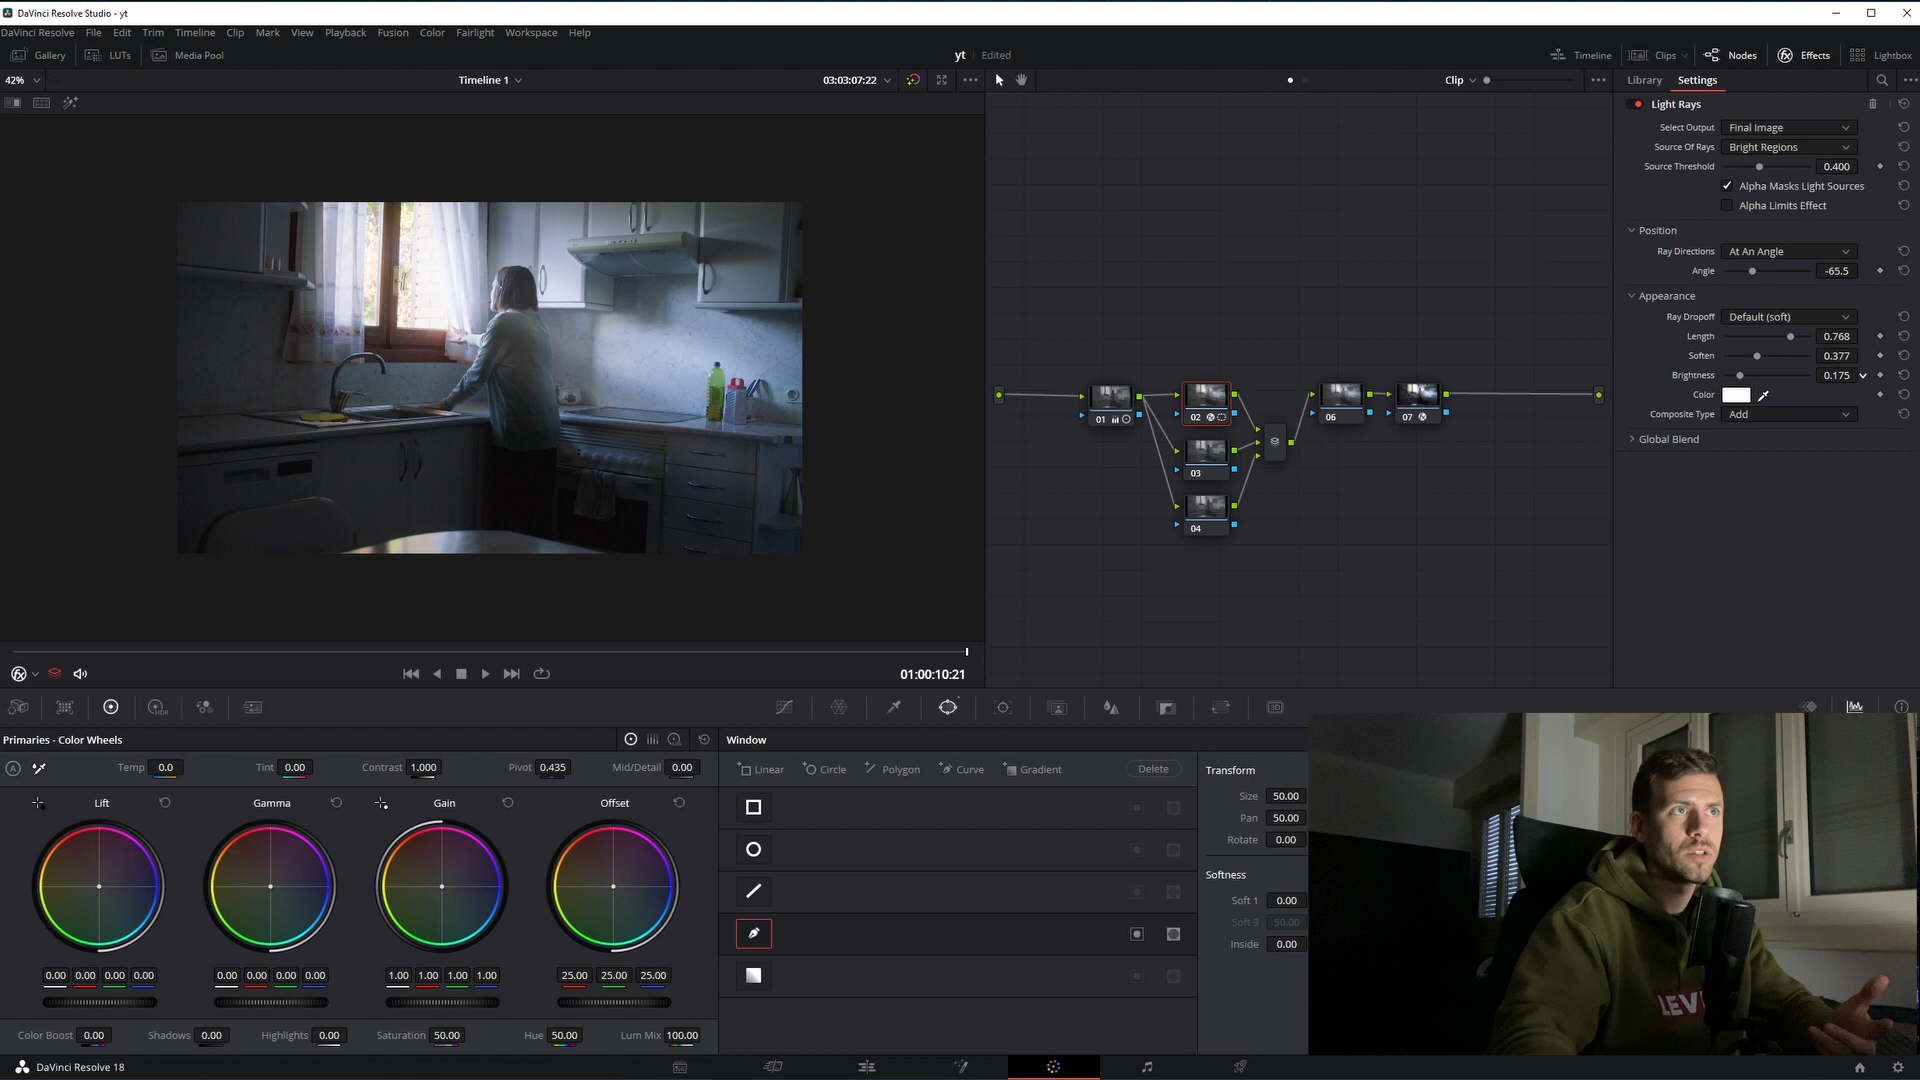 DaVinci Resolve Studio - yt
DaVinci Resolve File Edit Trim Timeline Clip Mark View Playback Fusion Color Fairlight Workspace Help
Gallery LUTs Media Pool yt Edited Timeline Clips Nodes Effects Lightbox
42% Timeline 1 03:03:07:22 Clip Library Settings
Light Rays
Select Output Final Image
Source Of Rays Bright Regions
Source Threshold 0.400
Alpha Masks Light Sources
Alpha Limits Effect
Position
Ray Directions At An Angle
Angle -65.5
Appearance
Ray Dropoff Default (soft)
Length 0.768
Soften 0.377
Brightness 0.175
Color
Composite Type Add
Global Blend
01
02
03
04
06
07
01:00:10:21
HDR
3D
Primaries - Color Wheels
A Temp 0.0 Tint 0.00 Contrast 1.000 Pivot 0.435 Mid/Detail 0.00
Lift Gamma Gain Offset
0.00 0.00 0.00 0.00 0.00 0.00 0.00 0.00 1.00 1.00 1.00 1.00 25.00 25.00 25.00
Color Boost 0.00 Shadows 0.00 Highlights 0.00 Saturation 50.00 Hue 50.00 Lum Mix 100.00
Window
Linear Circle Polygon Curve Gradient Delete
Transform
Size 50.00
Pan 50.00
Rotate 0.00
Softness
Soft 1 0.00
Soft 3 50.00
Inside 0.00
LEV
DaVinci Resolve 18